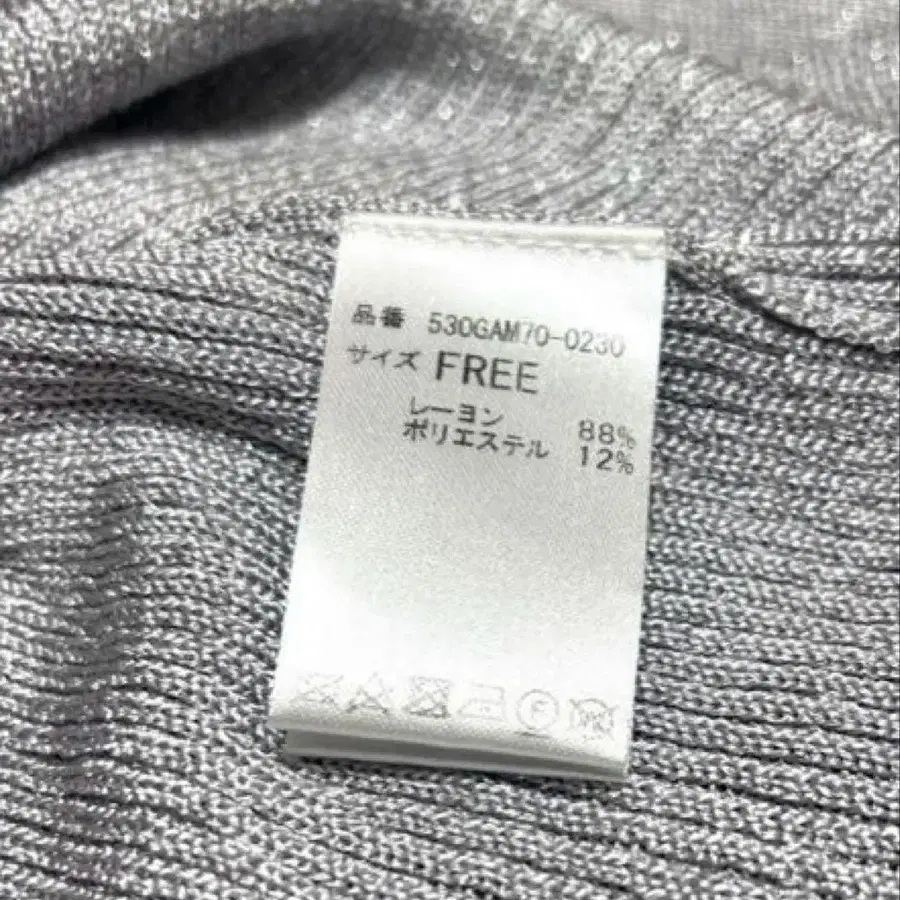 品番 530GAM70-0230
サイズ FREE
レーヨン 88%
ポリエステル 12%
F